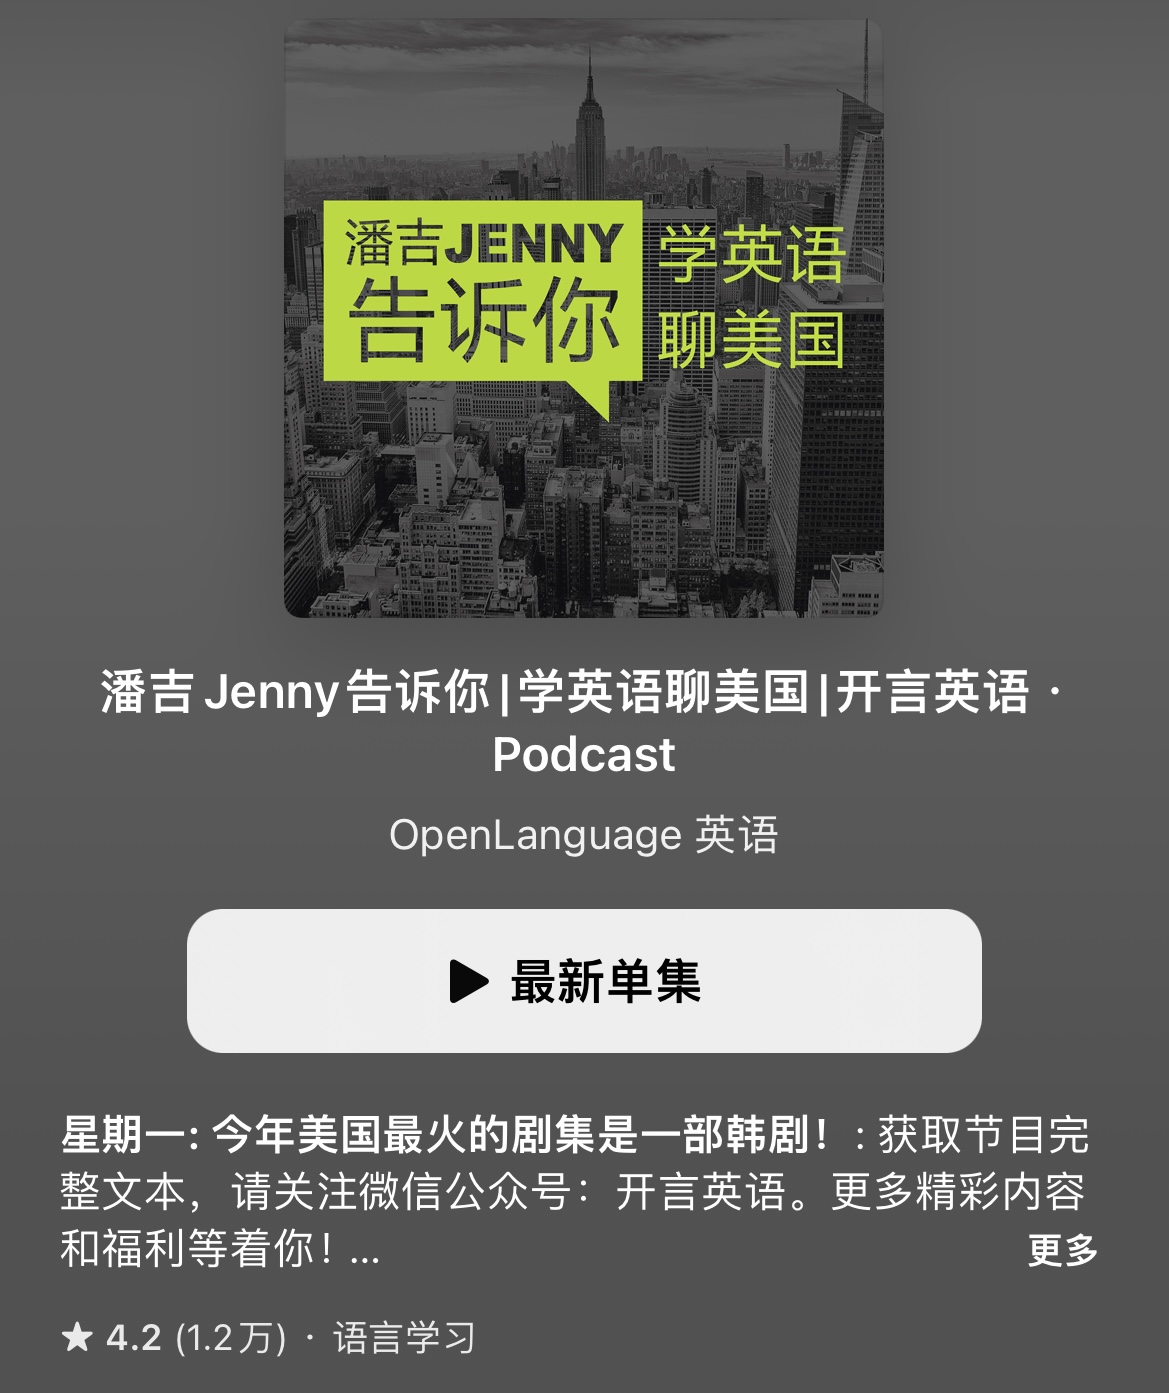 潘吉JENNY
告诉你
学英语
聊美国
潘吉 Jenny告诉你|学英语聊美国|开言英语 ·
Podcast
OpenLanguage 英语
最新单集
星期一: 今年美国最火的剧集是一部韩剧！: 获取节目完
整文本，请关注微信公众号：开言英语。更多精彩内容
和福利等着你！...
更多
★ 4.2 (1.2万) · 语言学习